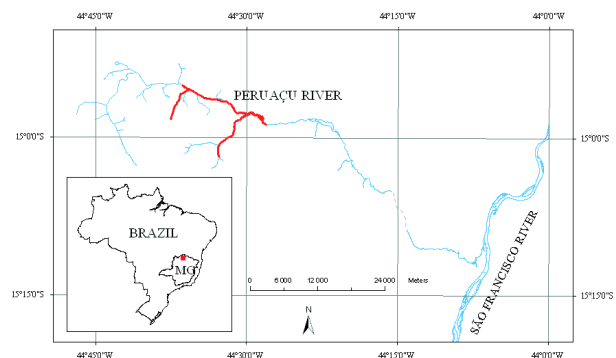 44°45'0"W 44°30'0"W 44°15'0"W 44°0'0"W
PERUAÇU RIVER
15°0'0"S 15°0'0"S
BRAZIL
MG
0 6 000 12 000 24 000 Meters
15°15'0"S 15°15'0"S
SÃO FRANCISCO RIVER
N
44°45'0"W 44°30'0"W 44°15'0"W 44°0'0"W